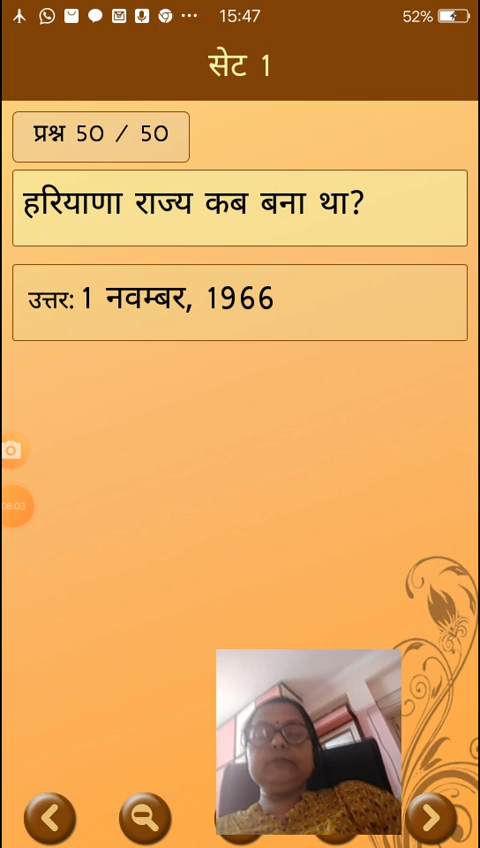 15:47
52%
सेट 1
प्रश्न 50 / 50
हरियाणा राज्य कब बना था?
उत्तर: 1 नवम्बर, 1966
08:03